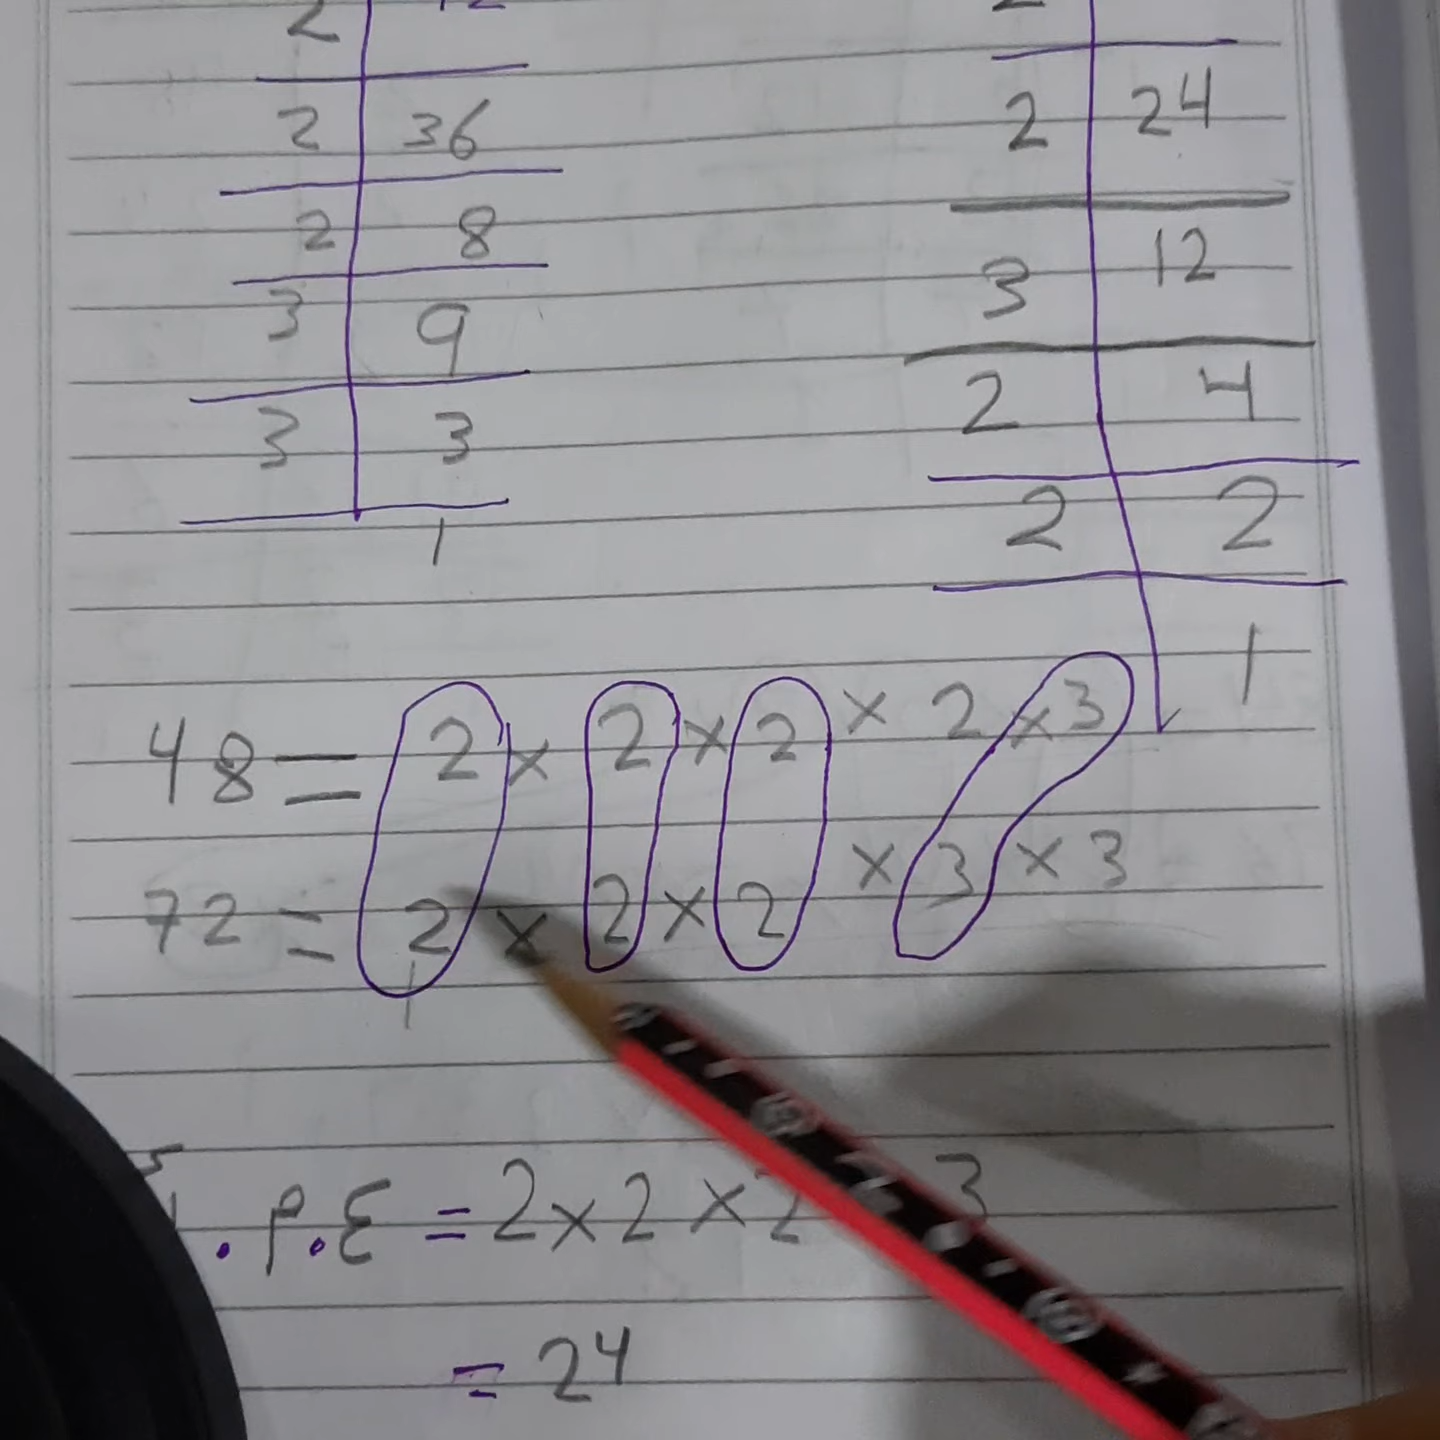 2
2 | 36
2 | 8
3 | 9
3 | 3
1
2 | 24
3 | 12
2 | 4
2 | 2
1
48 = 2 × 2 × 2 × 2 × 3
72 = 2 × 2 × 2 × 3 × 3
ع.م. = 2 × 2 × 2 3
= 24